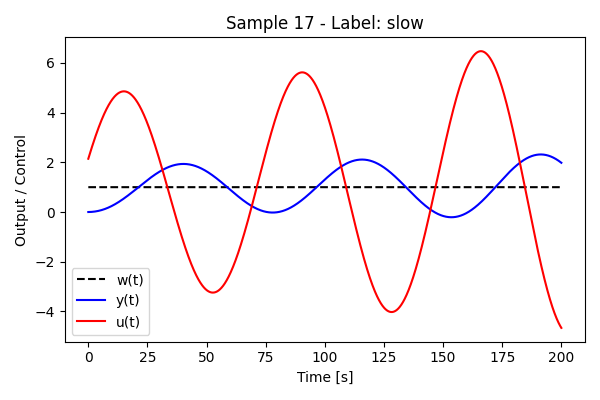 Sample 17 - Label: slow
Output / Control
6
4
2
0
−2
−4
w(t)
y(t)
u(t)
0 25 50 75 100 125 150 175 200
Time [s]